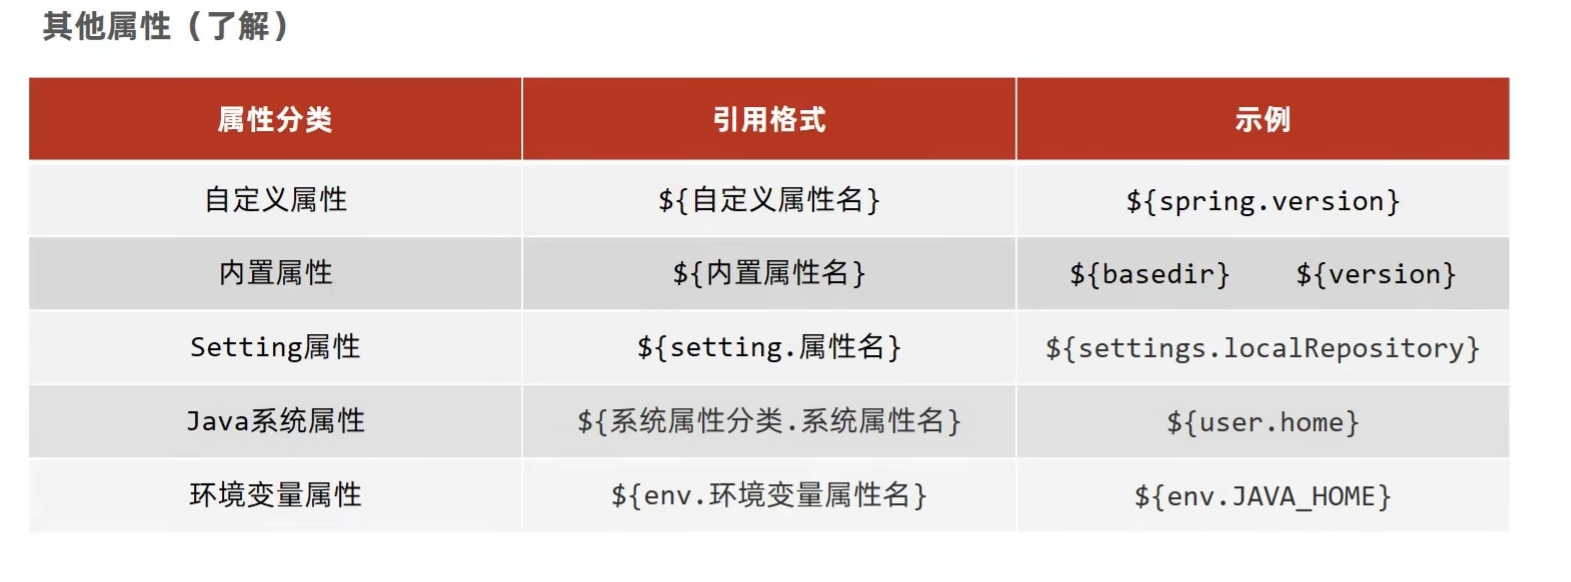 其他属性（了解）
属性分类 引用格式 示例
自定义属性 ${自定义属性名} ${spring.version}
内置属性 ${内置属性名} ${basedir} ${version}
Setting属性 ${setting.属性名} ${settings.localRepository}
Java系统属性 ${系统属性分类.系统属性名} ${user.home}
环境变量属性 ${env.环境变量属性名} ${env.JAVA_HOME}